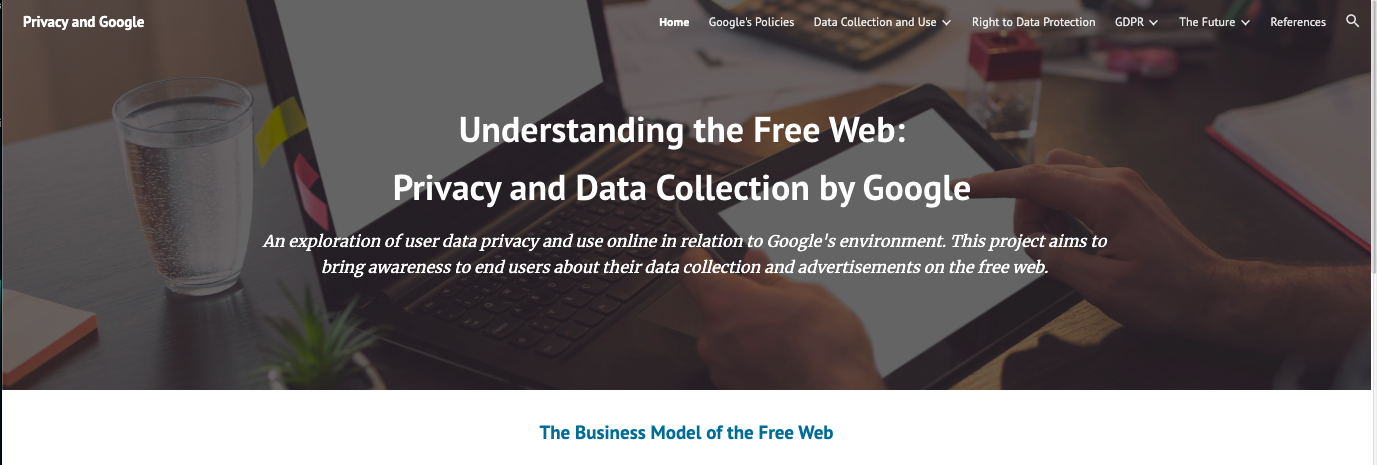 Privacy and Google
Home Google's Policies Data Collection and Use Right to Data Protection GDPR The Future References
Understanding the Free Web:
Privacy and Data Collection by Google
An exploration of user data privacy and use online in relation to Google's environment. This project aims to
bring awareness to end users about their data collection and advertisements on the free web.
The Business Model of the Free Web